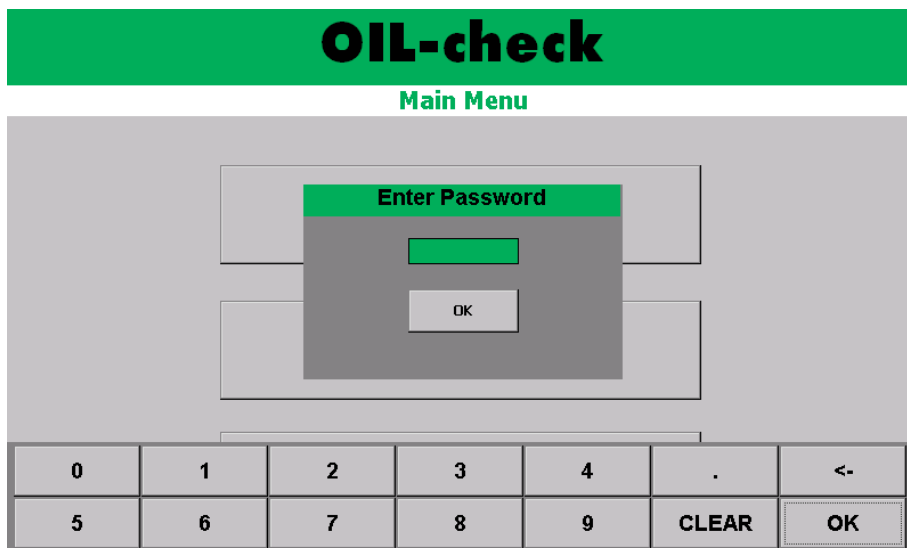 OIL-check
Main Menu
Enter Password
OK
0 1 2 3 4 . <-
5 6 7 8 9 CLEAR OK